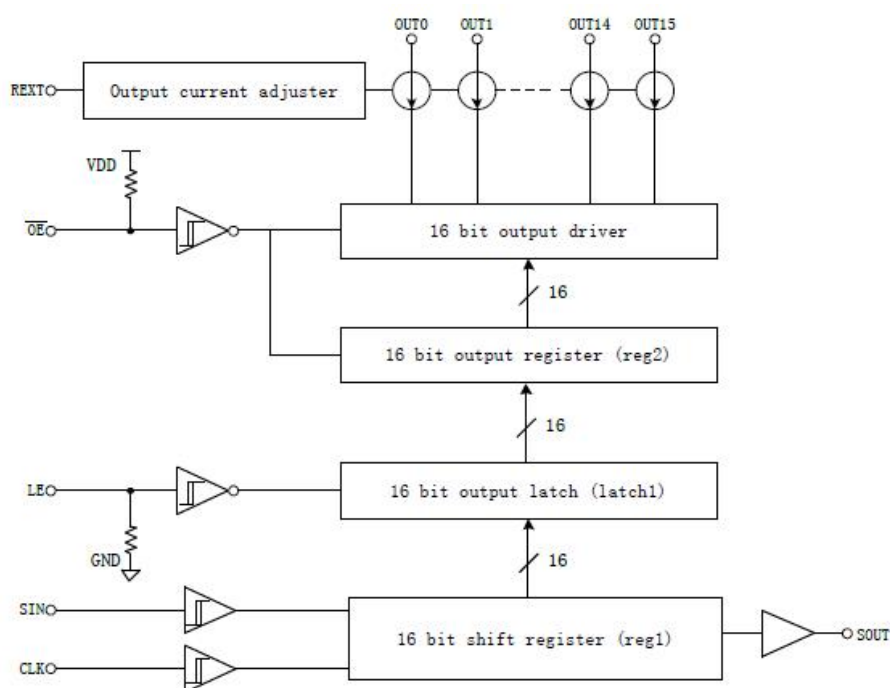 OUT0 OUT1 OUT14 OUT15
REXT Output current adjuster
VDD
OE 16 bit output driver
16
16 bit output register (reg2)
16
LE 16 bit output latch (latch1)
16
GND
SIN
16 bit shift register (reg1) SOUT
CLK